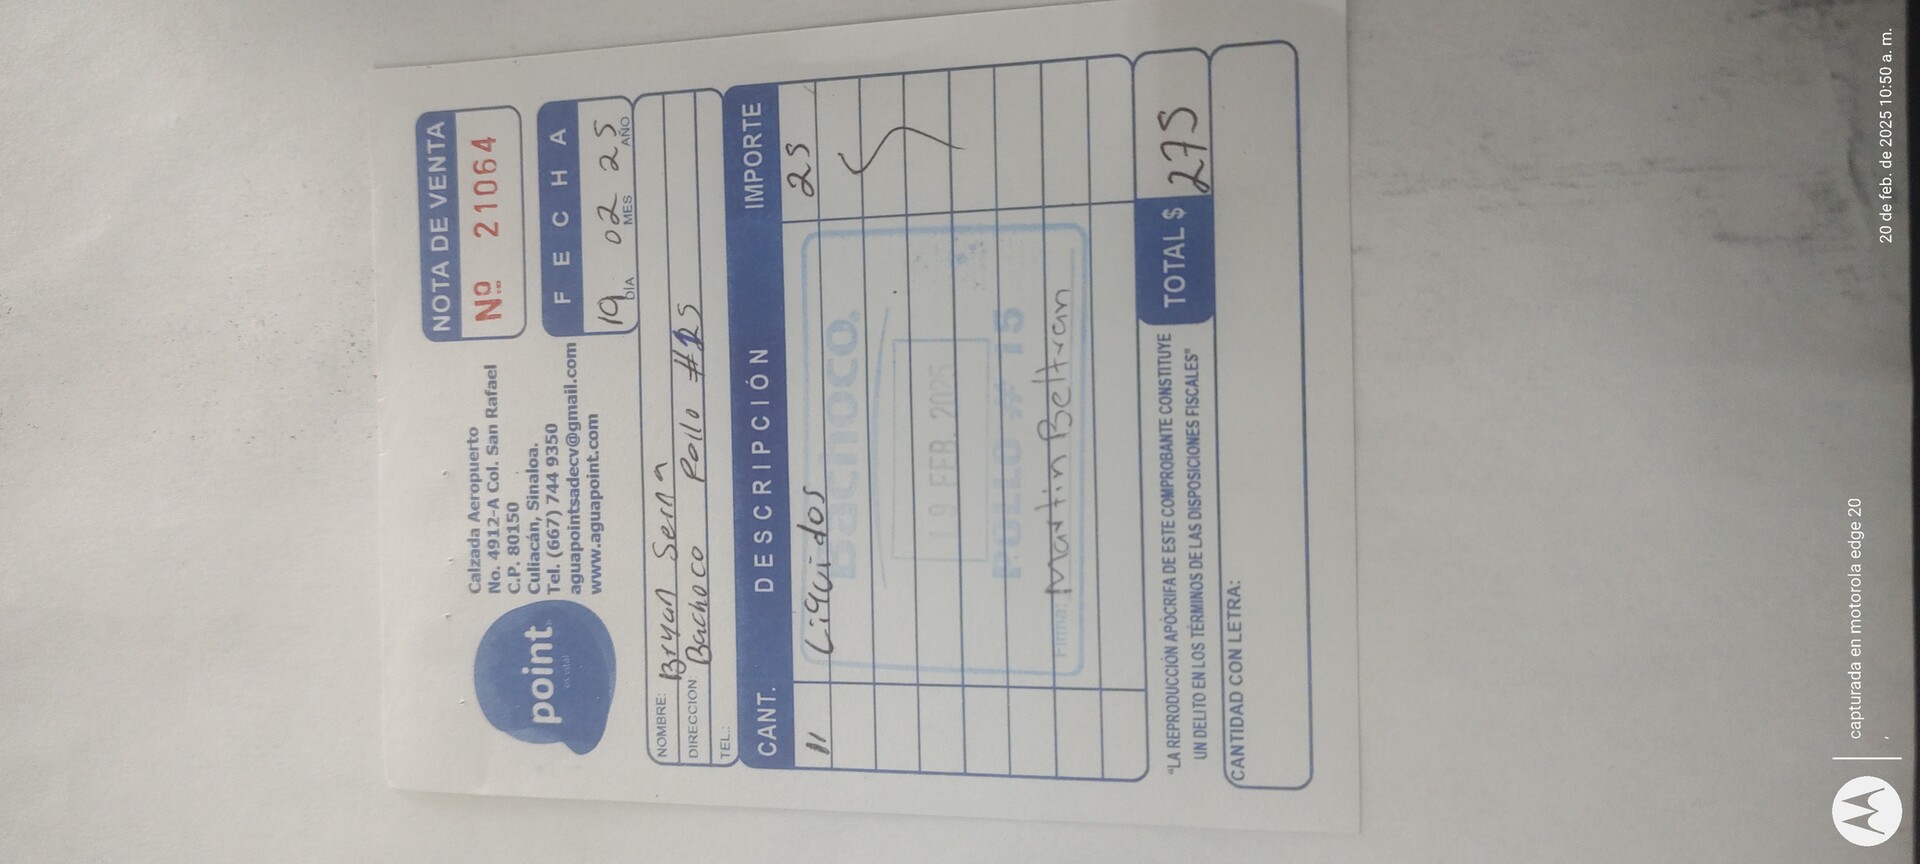 point
es vital
Calzada Aeropuerto
No. 4912-A Col. San Rafael
C.P. 80150
Culiacán, Sinaloa.
Tel. (667) 744 9350
aguapointsadecv@gmail.com
www.aguapoint.com
NOTA DE VENTA
Nº 21064
FECHA
19 02 25
DIA MES AÑO
NOMBRE: Bryan Serna
DIRECCION Bachoco Pollo #
TEL.:
CANT. DESCRIPCIÓN IMPORTE
11 Liquidos 25
Bachoco
19 FEB. 2025
POLLO # 15
Firma: Martin Beltran
"LA REPRODUCCIÓN APÓCRIFA DE ESTE COMPROBANTE CONSTITUYE
UN DELITO EN LOS TÉRMINOS DE LAS DISPOSICIONES FISCALES"
TOTAL $ 275
CANTIDAD CON LETRA:
capturada en motorola edge 20
,
20 de feb. de 2025 10:50 a. m.